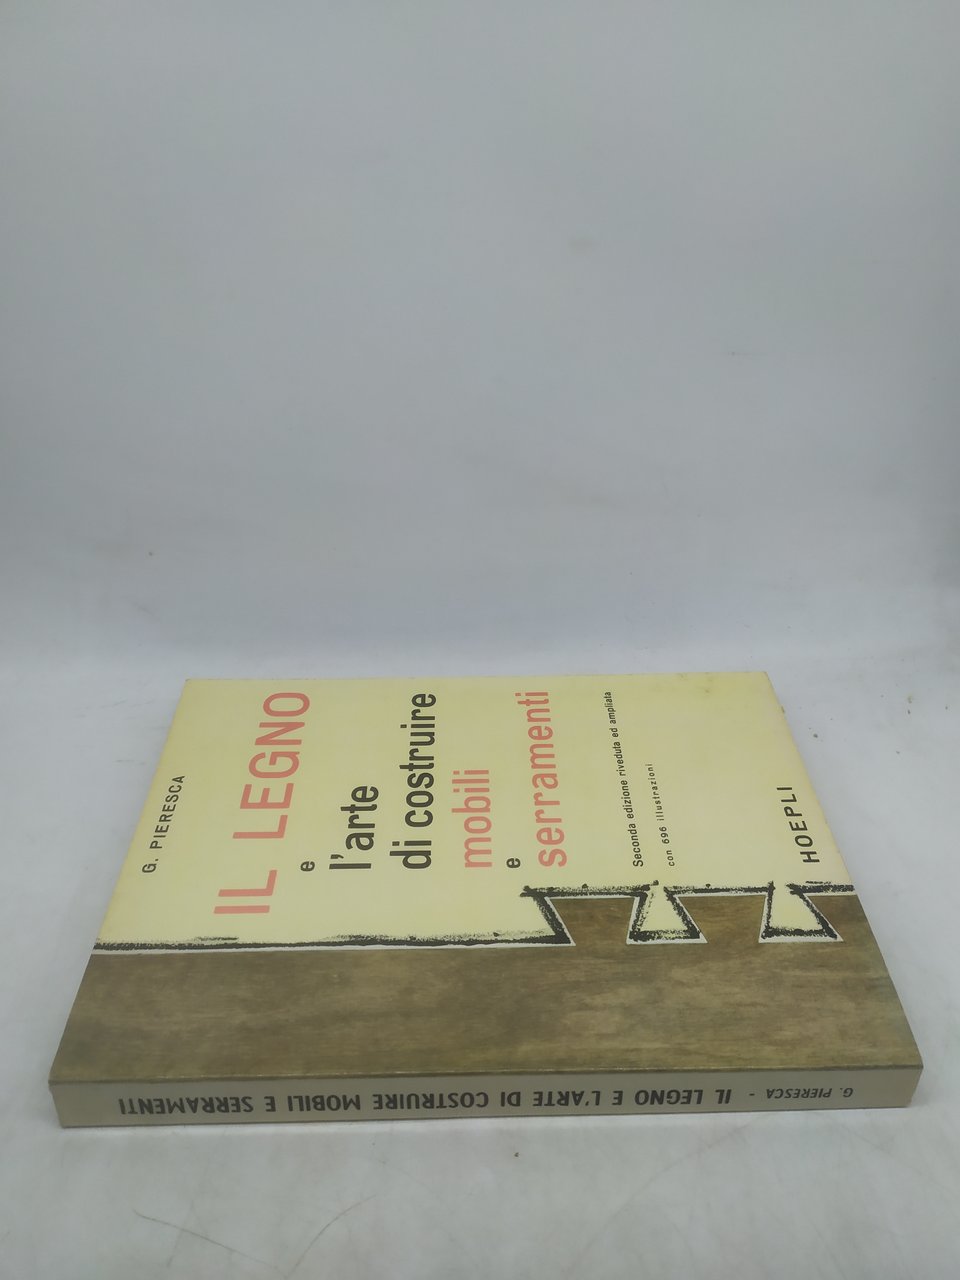 G. PIERESCA
IL LEGNO
e
l'arte
di costruire
mobili
e
serramenti
Seconda edizione riveduta ed ampliata
con 696 illustrazioni
HOEPLI
G. PIERESCA - IL LEGNO E L'ARTE DI COSTRUIRE MOBILI E SERRAMENTI